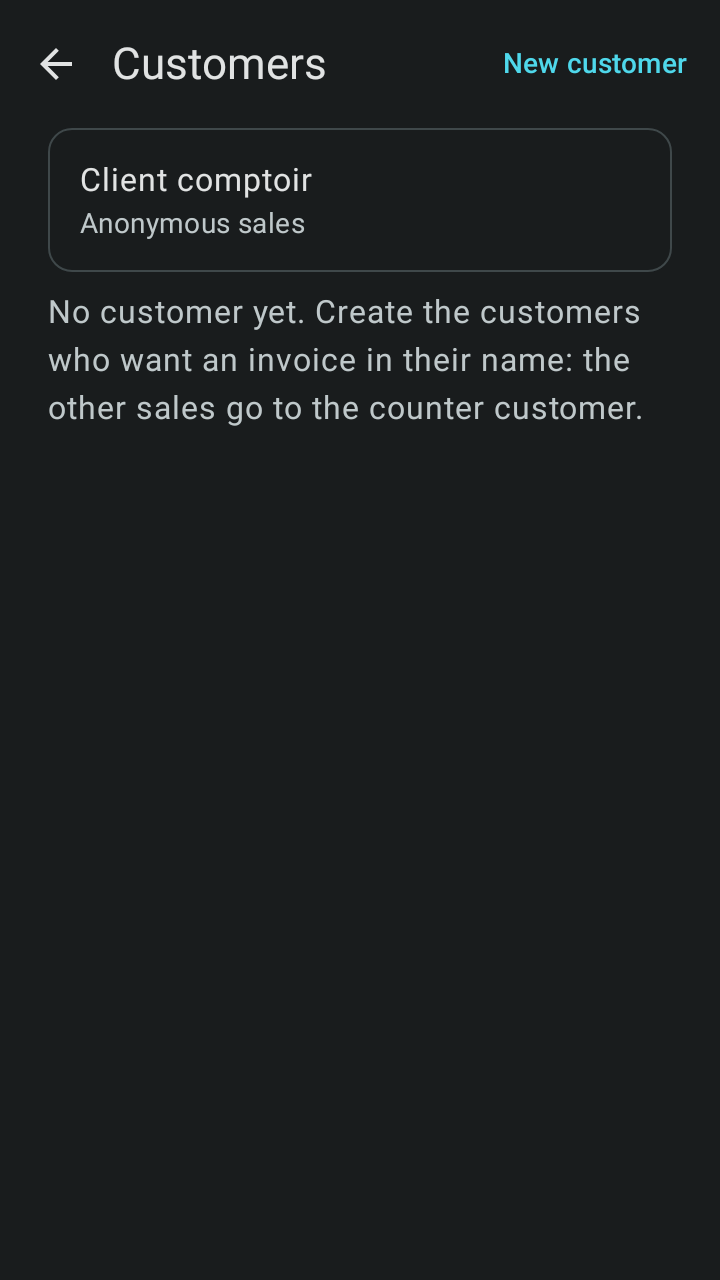 Customers
New customer
Client comptoir
Anonymous sales
No customer yet. Create the customers
who want an invoice in their name: the
other sales go to the counter customer.